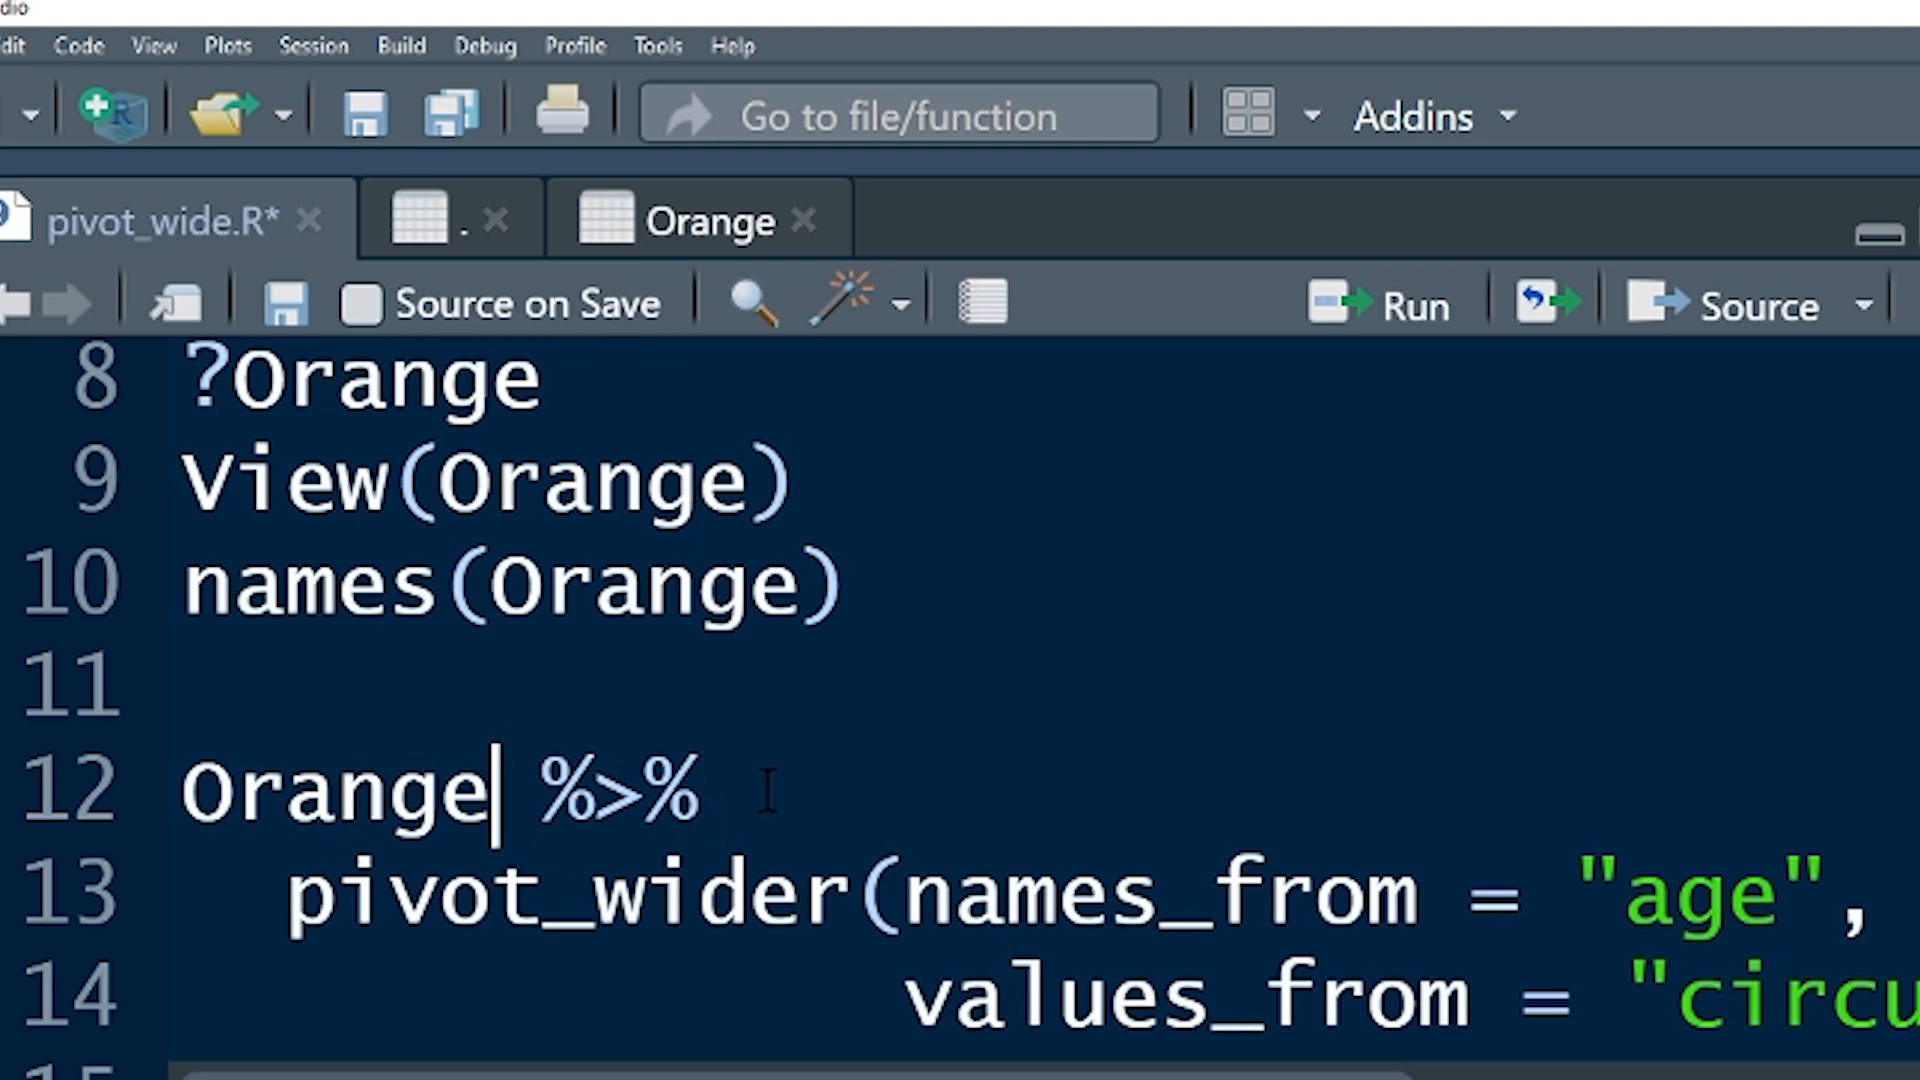 dio
dit Code View Plots Session Build Debug Profile Tools Help
R Go to file/function Addins
pivot_wide.R* . Orange
Source on Save Run Source
8 ?Orange
9 View(Orange)
10 names(Orange)
11
12 Orange %>%
13 pivot_wider(names_from = "age",
14 values_from = "circu
15